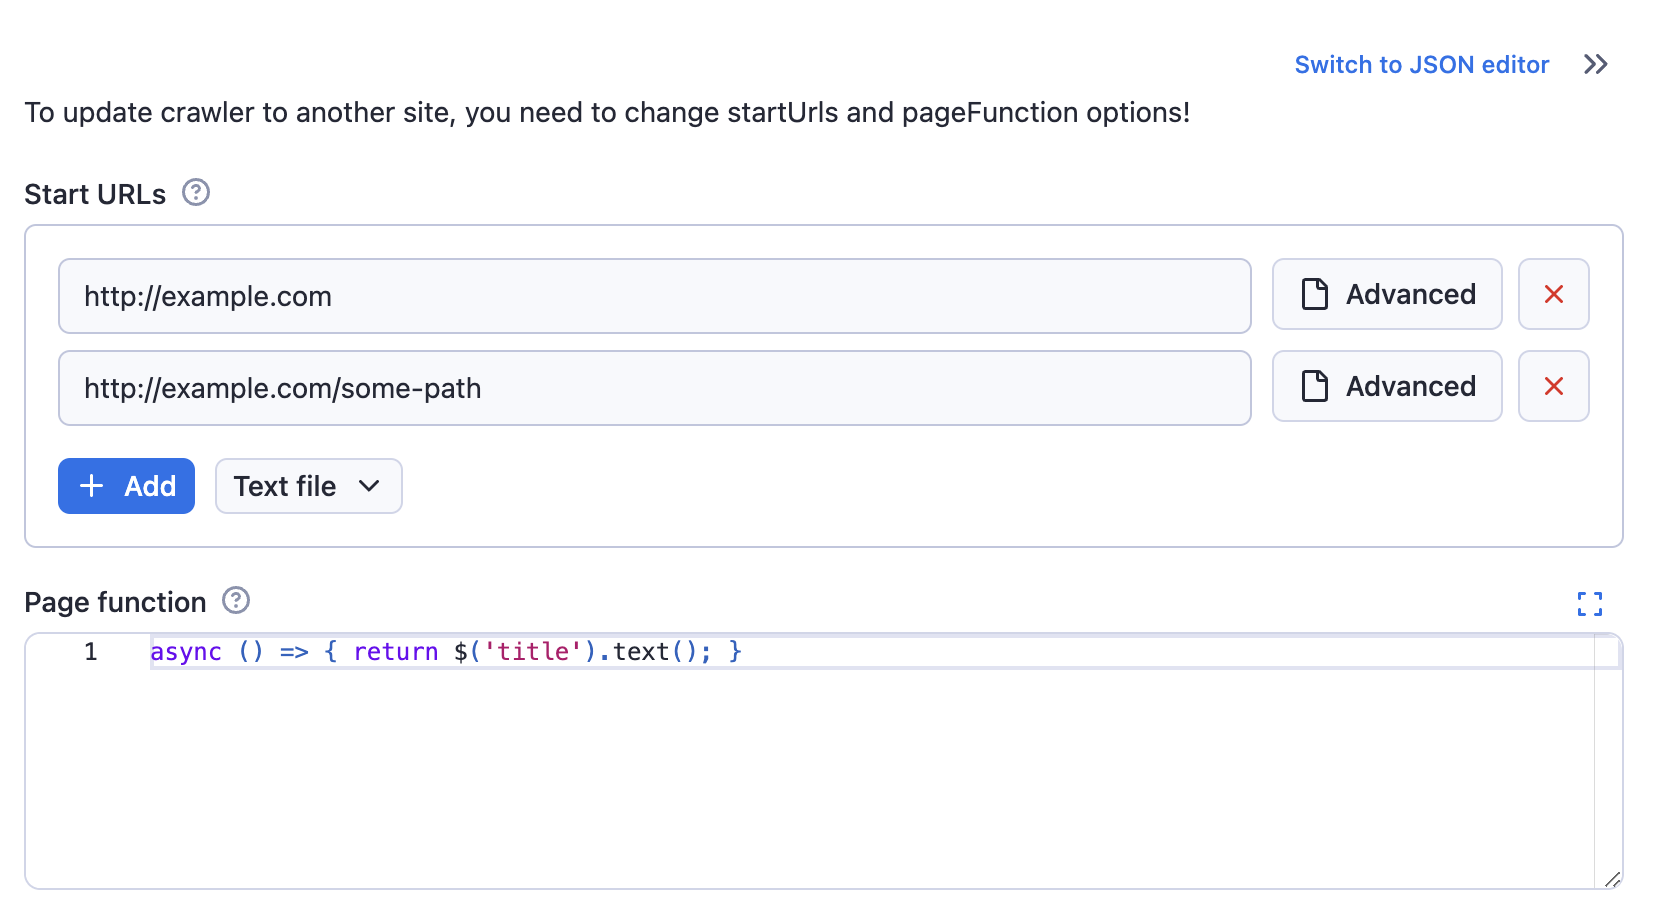 Switch to JSON editor
To update crawler to another site, you need to change startUrls and pageFunction options!
Start URLs
http://example.com Advanced
http://example.com/some-path Advanced
Add Text file
Page function
1 async () => { return $('title').text(); }